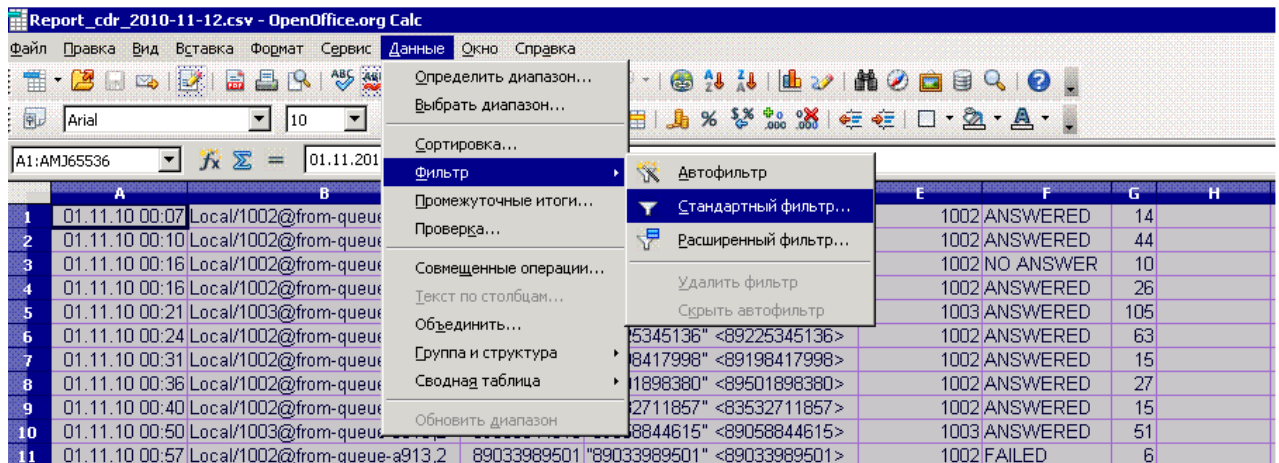 Report_cdr_2010-11-12.csv - OpenOffice.org Calc
Файл Правка Вид Вставка Формат Сервис Данные Окно Справка
Arial 10
A1:AMJ65536 01.11.201
Определить диапазон...
Выбрать диапазон...
Сортировка...
Фильтр
Промежуточные итоги...
Проверка...
Совмещенные операции...
Текст по столбцам...
Объединить...
Группа и структура
Сводная таблица
Обновить диапазон
Автофильтр
Стандартный фильтр...
Расширенный фильтр...
Удалить фильтр
Скрыть автофильтр
A B E F G H
1 01.11.10 00:07 Local/1002@from-queue 1002 ANSWERED 14
2 01.11.10 00:10 Local/1002@from-queue 1002 ANSWERED 44
3 01.11.10 00:16 Local/1002@from-queue 1002 NO ANSWER 10
4 01.11.10 00:16 Local/1002@from-queue 1002 ANSWERED 26
5 01.11.10 00:21 Local/1003@from-queue 1003 ANSWERED 105
6 01.11.10 00:24 Local/1002@from-queue 25345136" <89225345136> 1002 ANSWERED 63
7 01.11.10 00:31 Local/1002@from-queue 98417998" <89198417998> 1002 ANSWERED 15
8 01.11.10 00:36 Local/1002@from-queue 01898380" <89501898380> 1002 ANSWERED 27
9 01.11.10 00:40 Local/1002@from-queue 32711857" <83532711857> 1002 ANSWERED 15
10 01.11.10 00:50 Local/1003@from-queue 58844615" <89058844615> 1003 ANSWERED 51
11 01.11.10 00:57 Local/1002@from-queue-a913,2 89033989501 "89033989501" <89033989501> 1002 FAILED 6